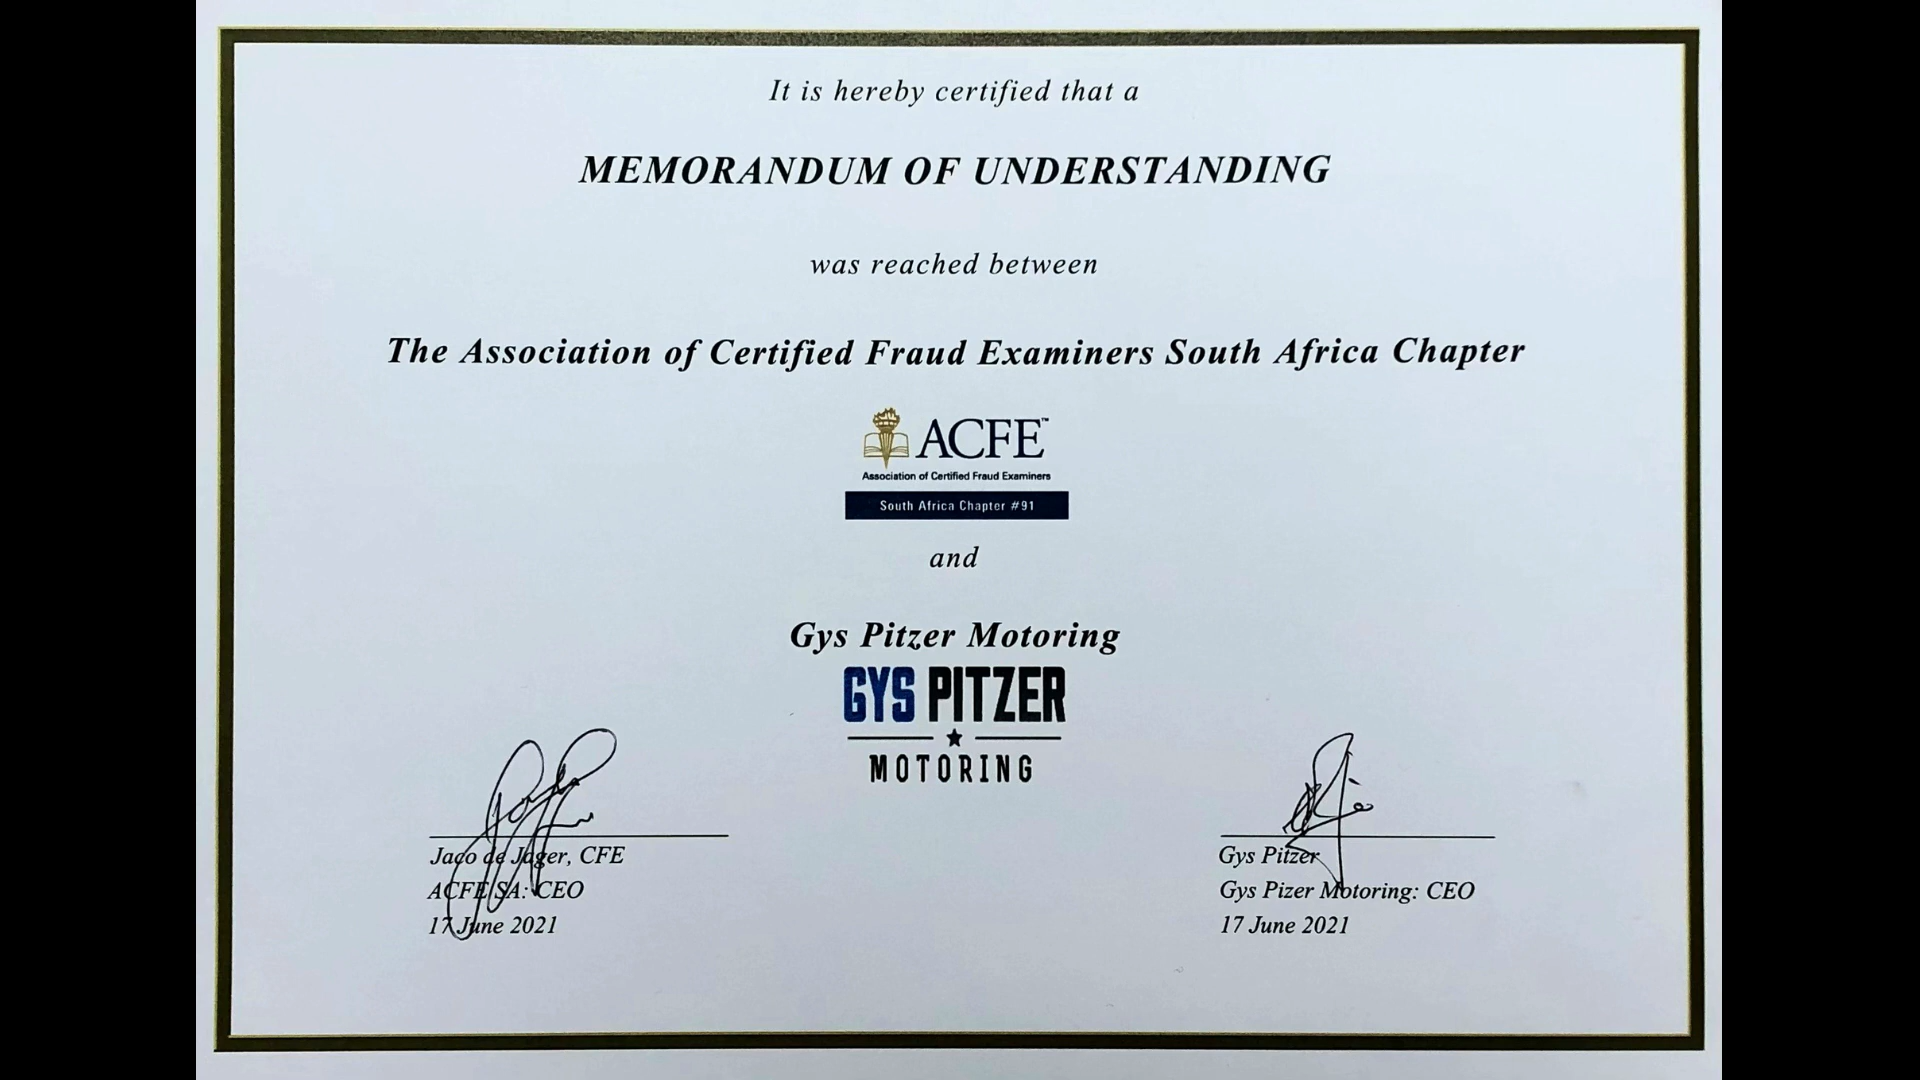 It is hereby certified that a
MEMORANDUM OF UNDERSTANDING
was reached between
The Association of Certified Fraud Examiners South Africa Chapter
ACFE™
Association of Certified Fraud Examiners
South Africa Chapter #91
and
Gys Pitzer Motoring
GYS PITZER
MOTORING
Jaco de Jager, CFE
ACFE SA: CEO
17 June 2021
Gys Pitzer
Gys Pizer Motoring: CEO
17 June 2021